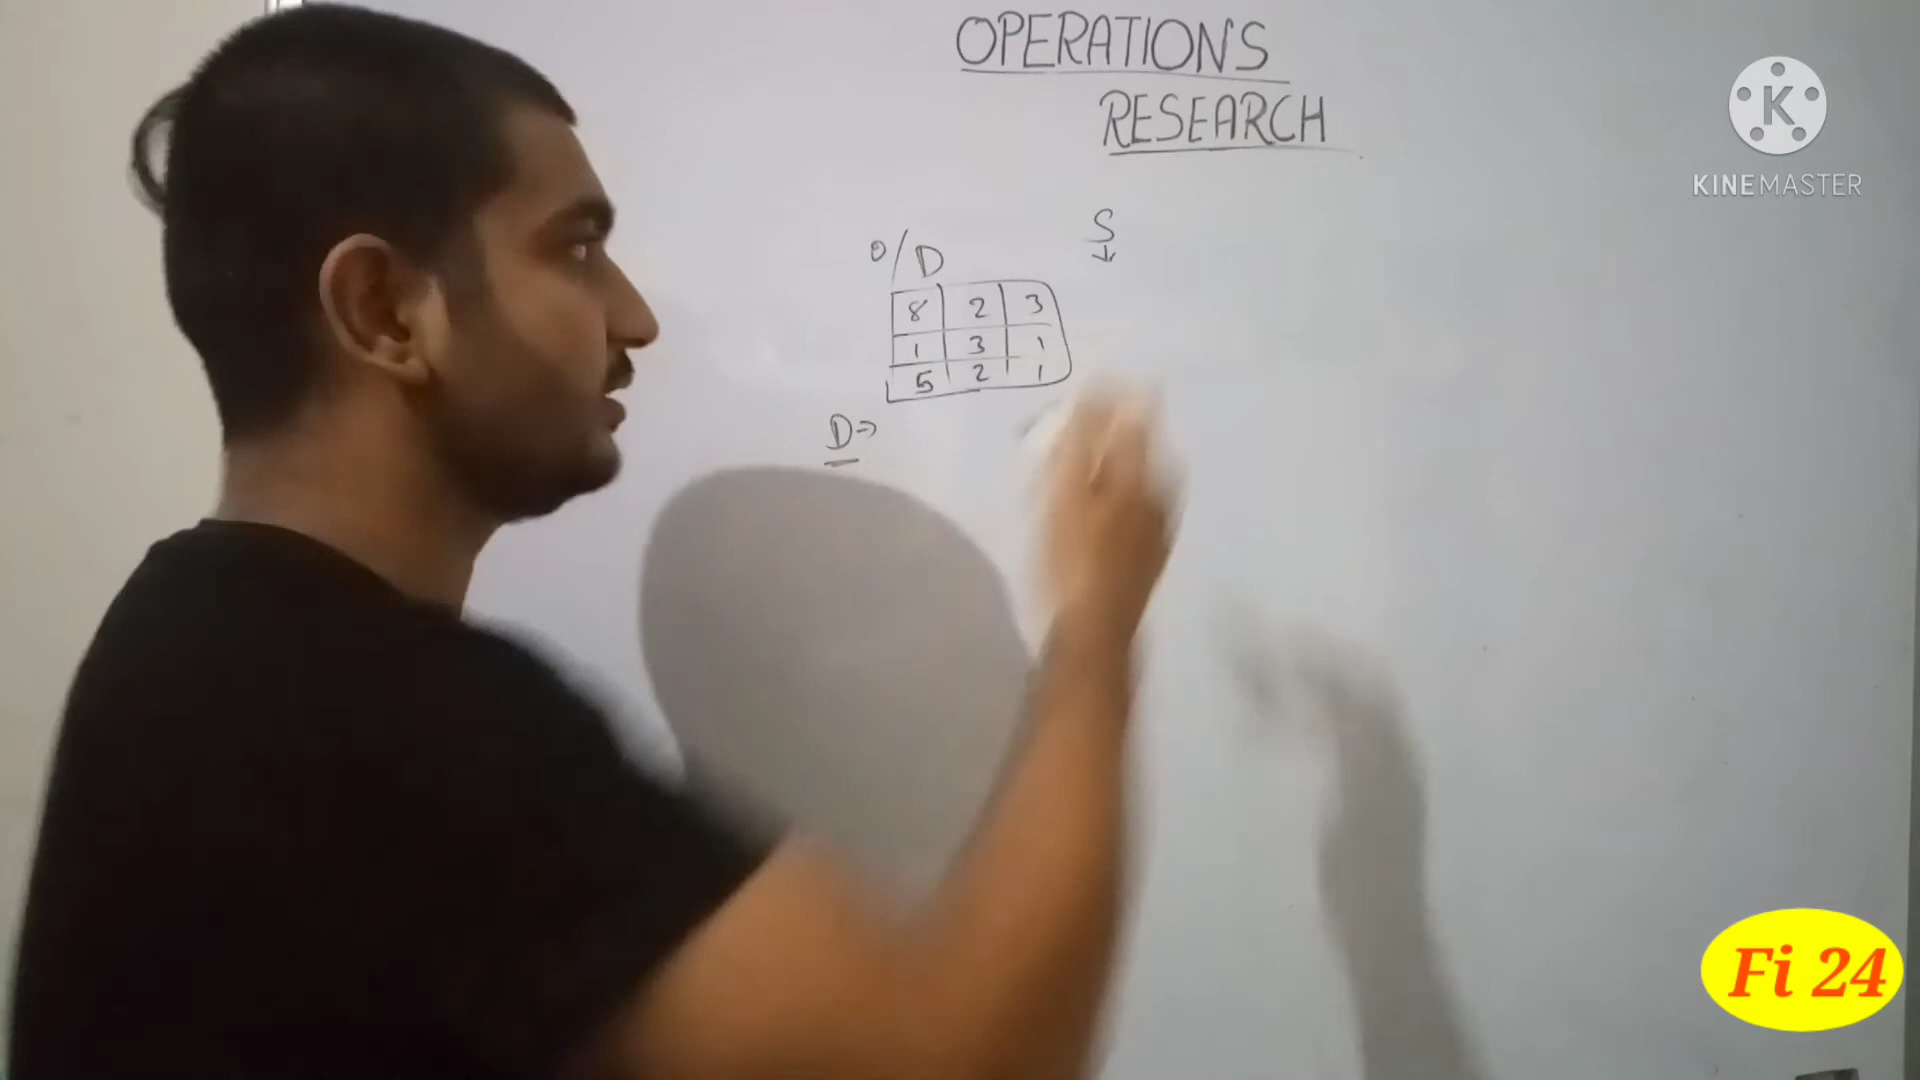 OPERATIONS
RESEARCH
KINEMASTER
S
O/D
8 2 3
1 3 1
5 2 1
D⇒
Fi 24